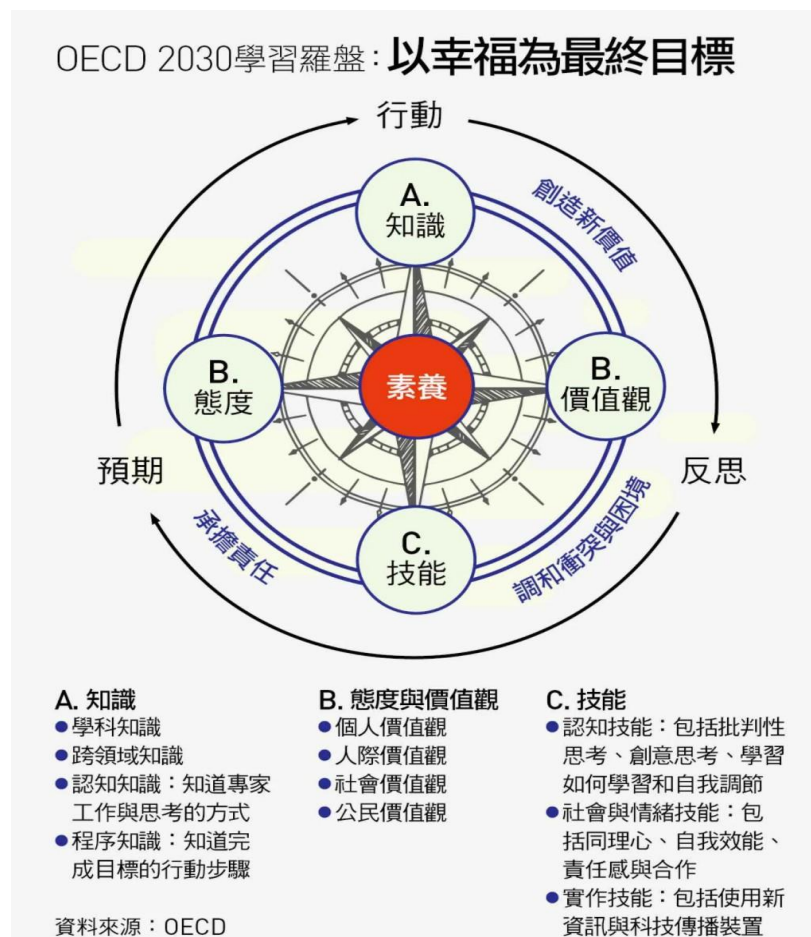 OECD 2030學習羅盤：以幸福為最終目標
行動
A.
知識
創造新價值
B.
態度
素養
B.
價值觀
預期
反思
承擔責任
C.
技能
調和衝突與困境
A. 知識
●學科知識
●跨領域知識
●認知知識：知道專家
工作與思考的方式
●程序知識：知道完
成目標的行動步驟
B. 態度與價值觀
●個人價值觀
●人際價值觀
●社會價值觀
●公民價值觀
C. 技能
●認知技能：包括批判性
思考、創意思考、學習
如何學習和自我調節
●社會與情緒技能：包
括同理心、自我效能、
責任感與合作
●實作技能：包括使用新
資訊與科技傳播裝置
資料來源：OECD